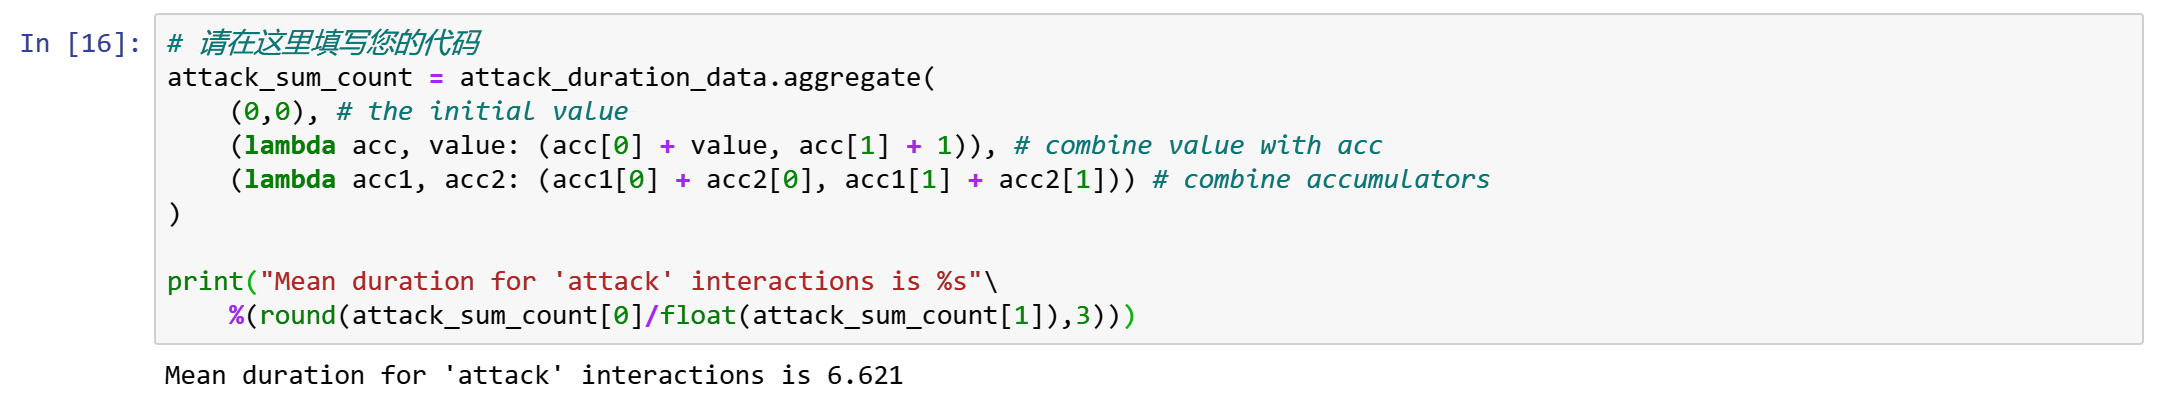 In [16]: # 请在这里填写您的代码
attack_sum_count = attack_duration_data.aggregate(
    (0,0), # the initial value
    (lambda acc, value: (acc[0] + value, acc[1] + 1)), # combine value with acc
    (lambda acc1, acc2: (acc1[0] + acc2[0], acc1[1] + acc2[1])) # combine accumulators
)
print("Mean duration for 'attack' interactions is %s"\
    %(round(attack_sum_count[0]/float(attack_sum_count[1]),3)))
Mean duration for 'attack' interactions is 6.621